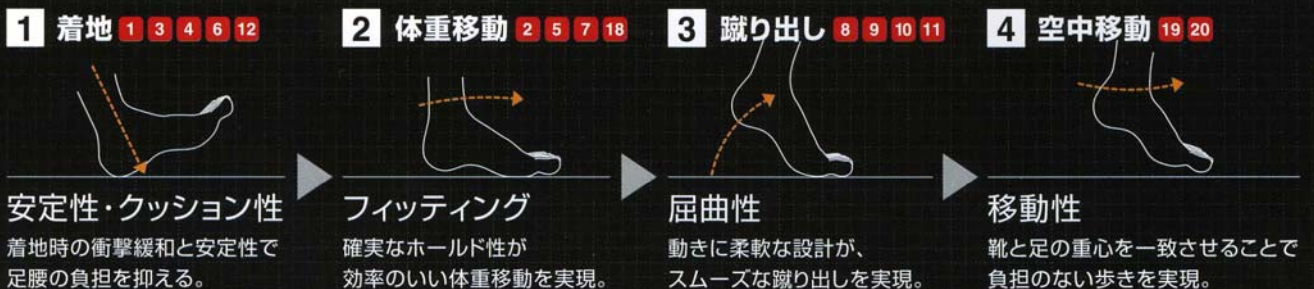 1 着地 1 3 4 6 12
安定性・クッション性
着地時の衝撃緩和と安定性で
足腰の負担を抑える。
2 体重移動 2 5 7 18
フィッティング
確実なホールド性が
効率のいい体重移動を実現。
3 蹴り出し 8 9 10 11
屈曲性
動きに柔軟な設計が、
スムーズな蹴り出しを実現。
4 空中移動 19 20
移動性
靴と足の重心を一致させることで
負担のない歩きを実現。